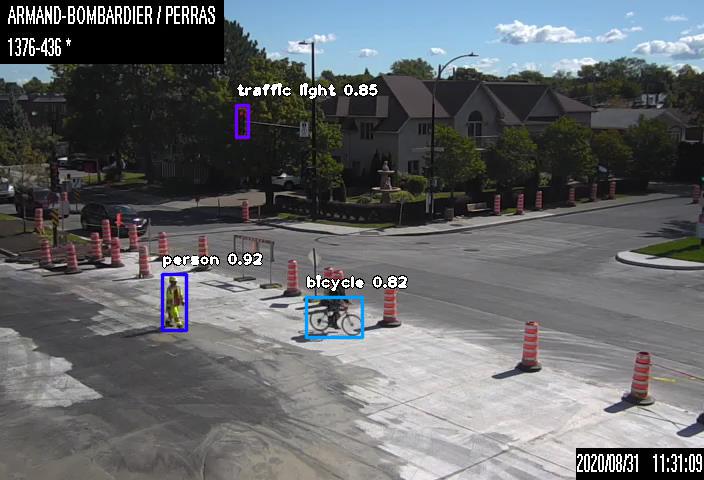 ARMAND-BOMBARDIER / PERRAS
1376-436 *
traffic light 0.85
person 0.92
bicycle 0.82
2020/08/31 11:31:09